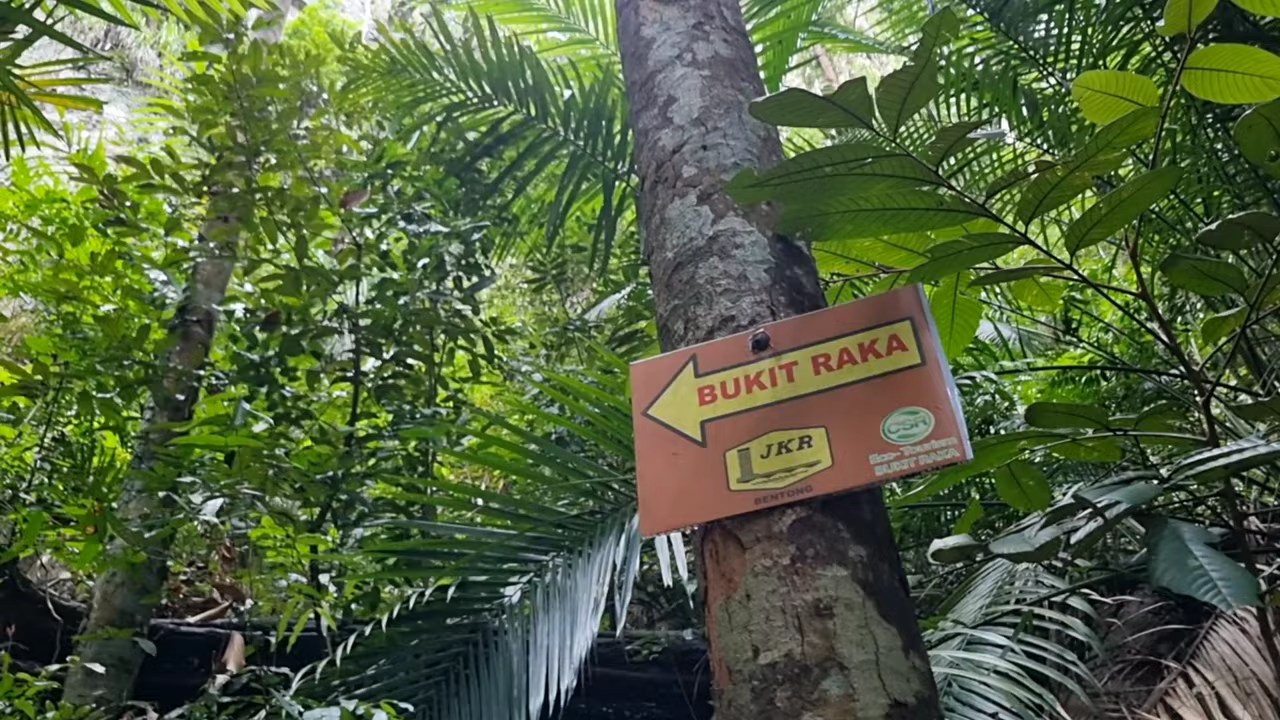 BUKIT RAKA
JKR
BENTONG
CSR
Eco- Tourism
BUKIT RAKA